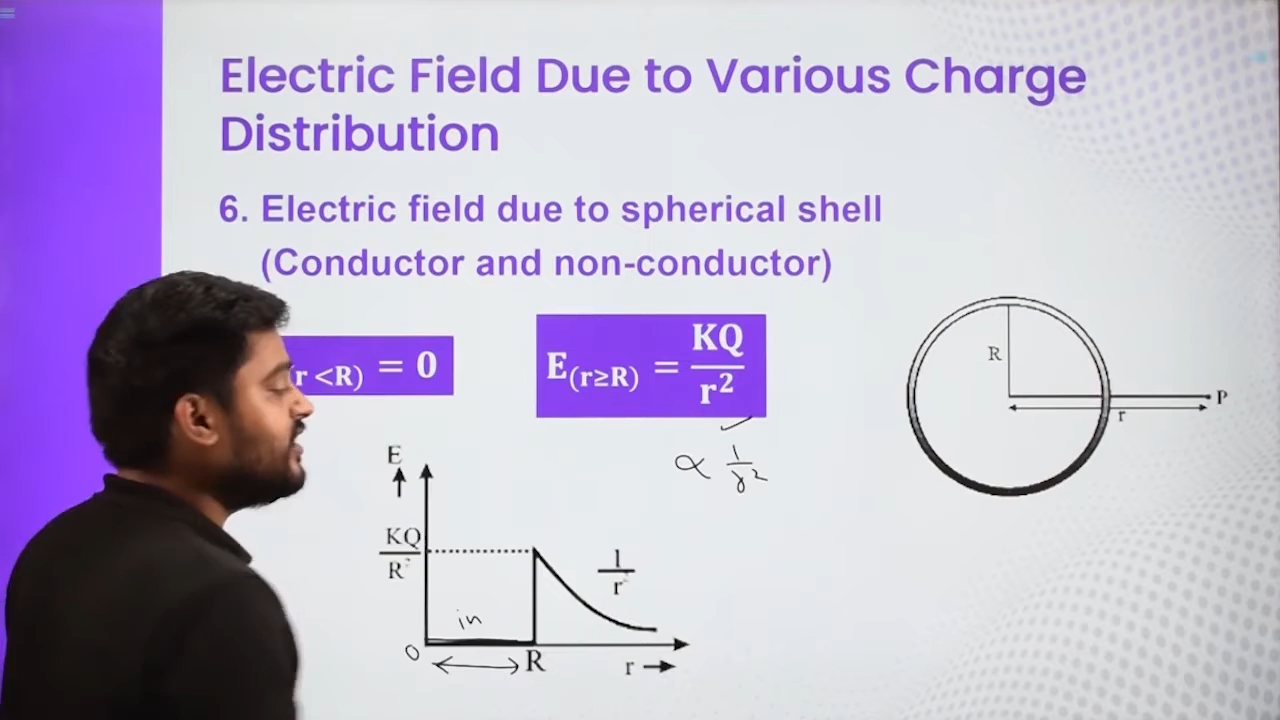 Electric Field Due to Various Charge
Distribution
6. Electric field due to spherical shell
(Conductor and non-conductor)
(r <R) = 0
E(r≥R) = KQ/r²
∝ 1/r²
R
P
r
E
KQ/R²
1/r²
in
O
R
r